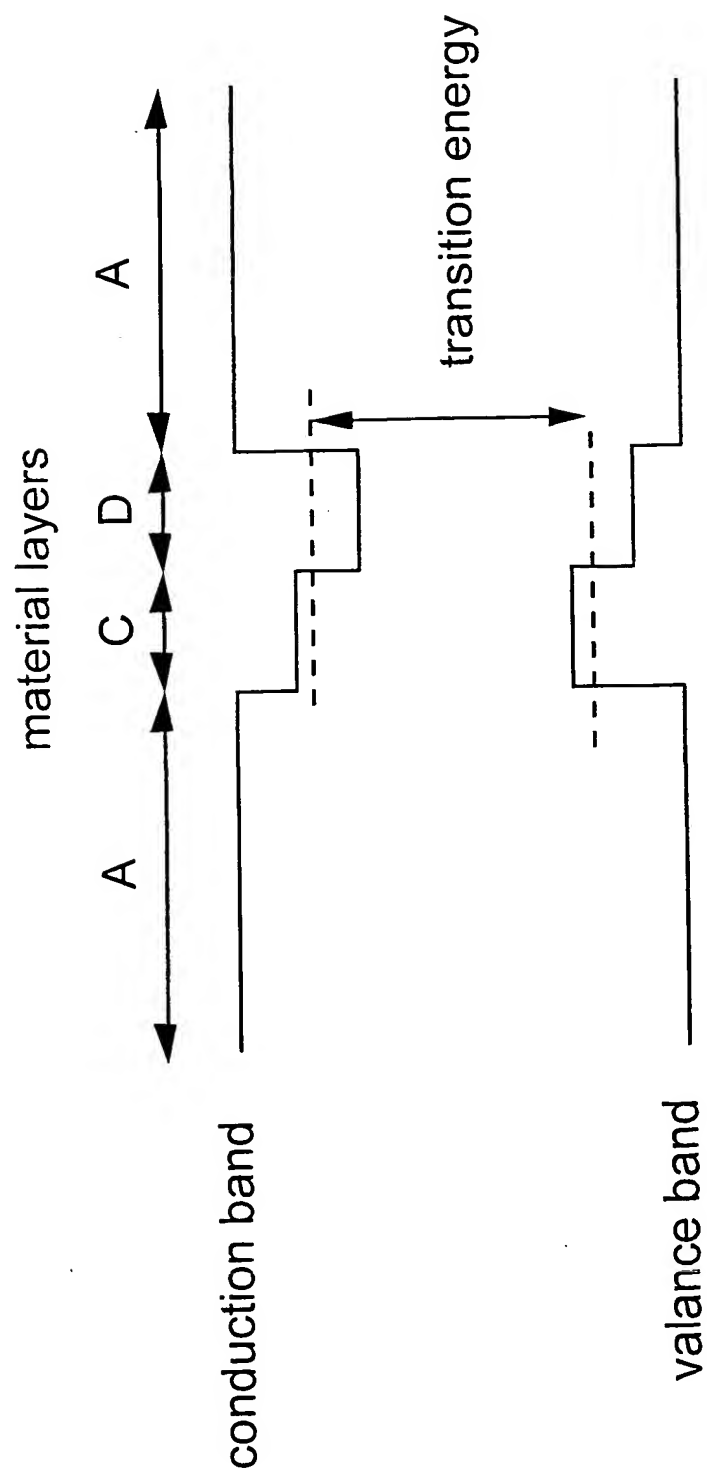 material layers
A C D A
conduction band
transition energy
valance band